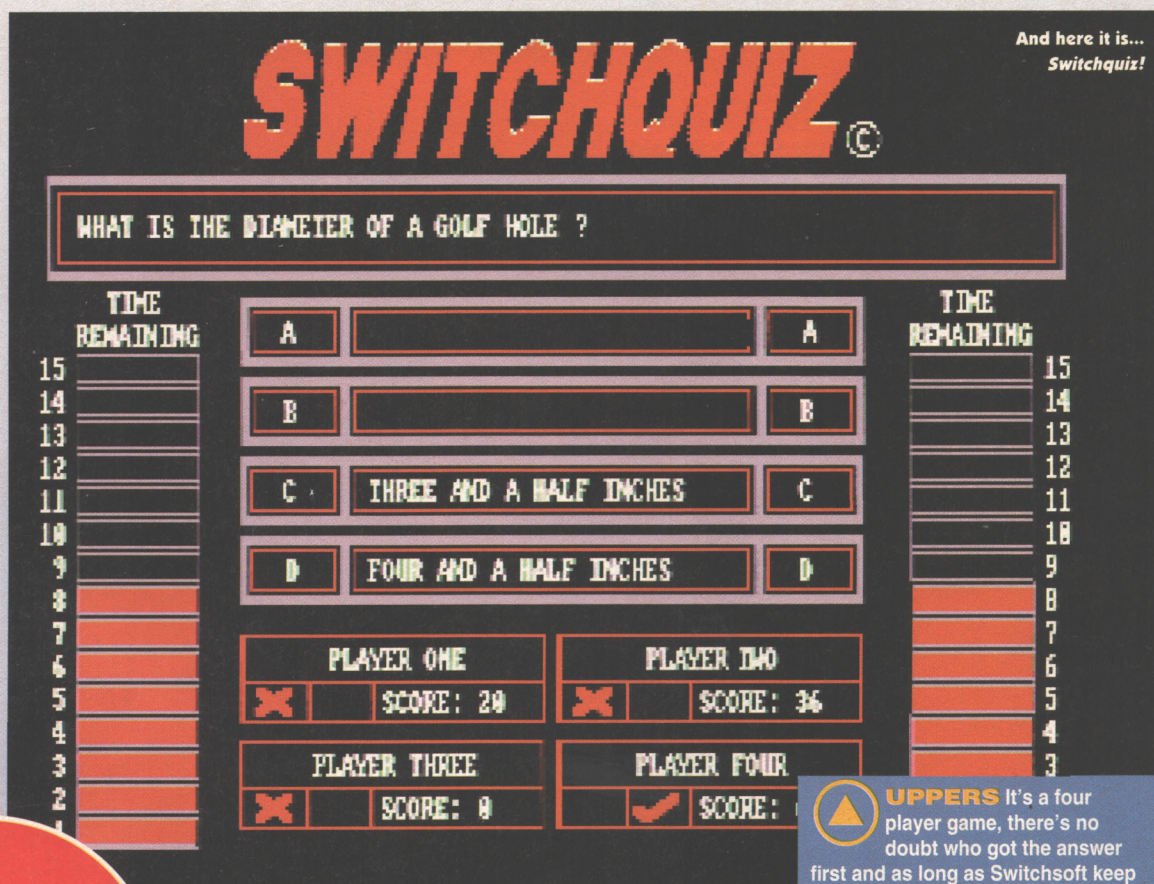 And here it is...
Switchquiz!
SWITCHQUIZ ©
WHAT IS THE DIAMETER OF A GOLF HOLE ?
TIME
REMAINING
15
14
13
12
11
10
9
8
7
6
5
4
3
2
1
A A
B B
C THREE AND A HALF INCHES C
D FOUR AND A HALF INCHES D
TIME
REMAINING
15
14
13
12
11
10
9
8
7
6
5
4
3
PLAYER ONE
SCORE: 20
PLAYER TWO
SCORE: 36
PLAYER THREE
SCORE: 0
PLAYER FOUR
SCORE:
UPPERS It's a four
player game, there's no
doubt who got the answer
first and as long as Switchsoft keep